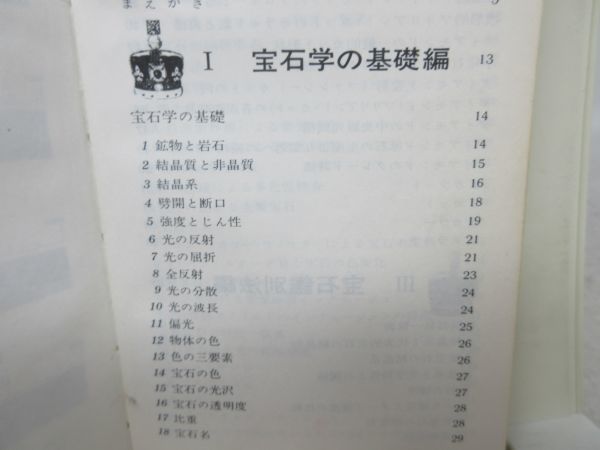 まえがき
I 宝石学の基礎編 13
宝石学の基礎 14
1 鉱物と岩石 14
2 結晶質と非晶質 15
3 結晶系 16
4 劈開と断口 18
5 強度とじん性 19
6 光の反射 21
7 光の屈折 21
8 全反射 23
9 光の分散 24
10 光の波長 24
11 偏光 25
12 物体の色 26
13 色の三要素 26
14 宝石の色 27
15 宝石の光沢 27
16 宝石の透明度 28
17 比重 28
18 宝石名 29